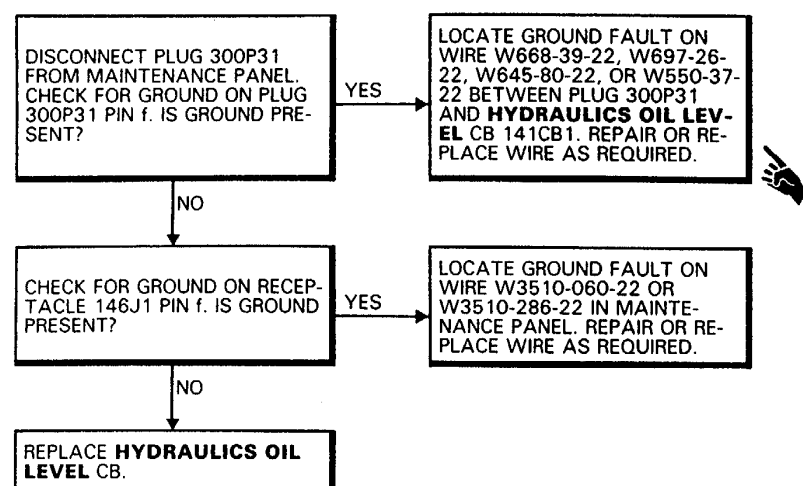 DISCONNECT PLUG 300P31
FROM MAINTENANCE PANEL.
CHECK FOR GROUND ON PLUG
300P31 PIN f. IS GROUND PRE-
SENT?
YES
LOCATE GROUND FAULT ON
WIRE W668-39-22, W697-26-
22, W645-80-22, OR W550-37-
22 BETWEEN PLUG 300P31
AND HYDRAULICS OIL LEV-
EL CB 141CB1. REPAIR OR RE-
PLACE WIRE AS REQUIRED.
NO
CHECK FOR GROUND ON RECEP-
TACLE 146J1 PIN f. IS GROUND
PRESENT?
YES
LOCATE GROUND FAULT ON
WIRE W3510-060-22 OR
W3510-286-22 IN MAINTE-
NANCE PANEL. REPAIR OR RE-
PLACE WIRE AS REQUIRED.
NO
REPLACE HYDRAULICS OIL
LEVEL CB.